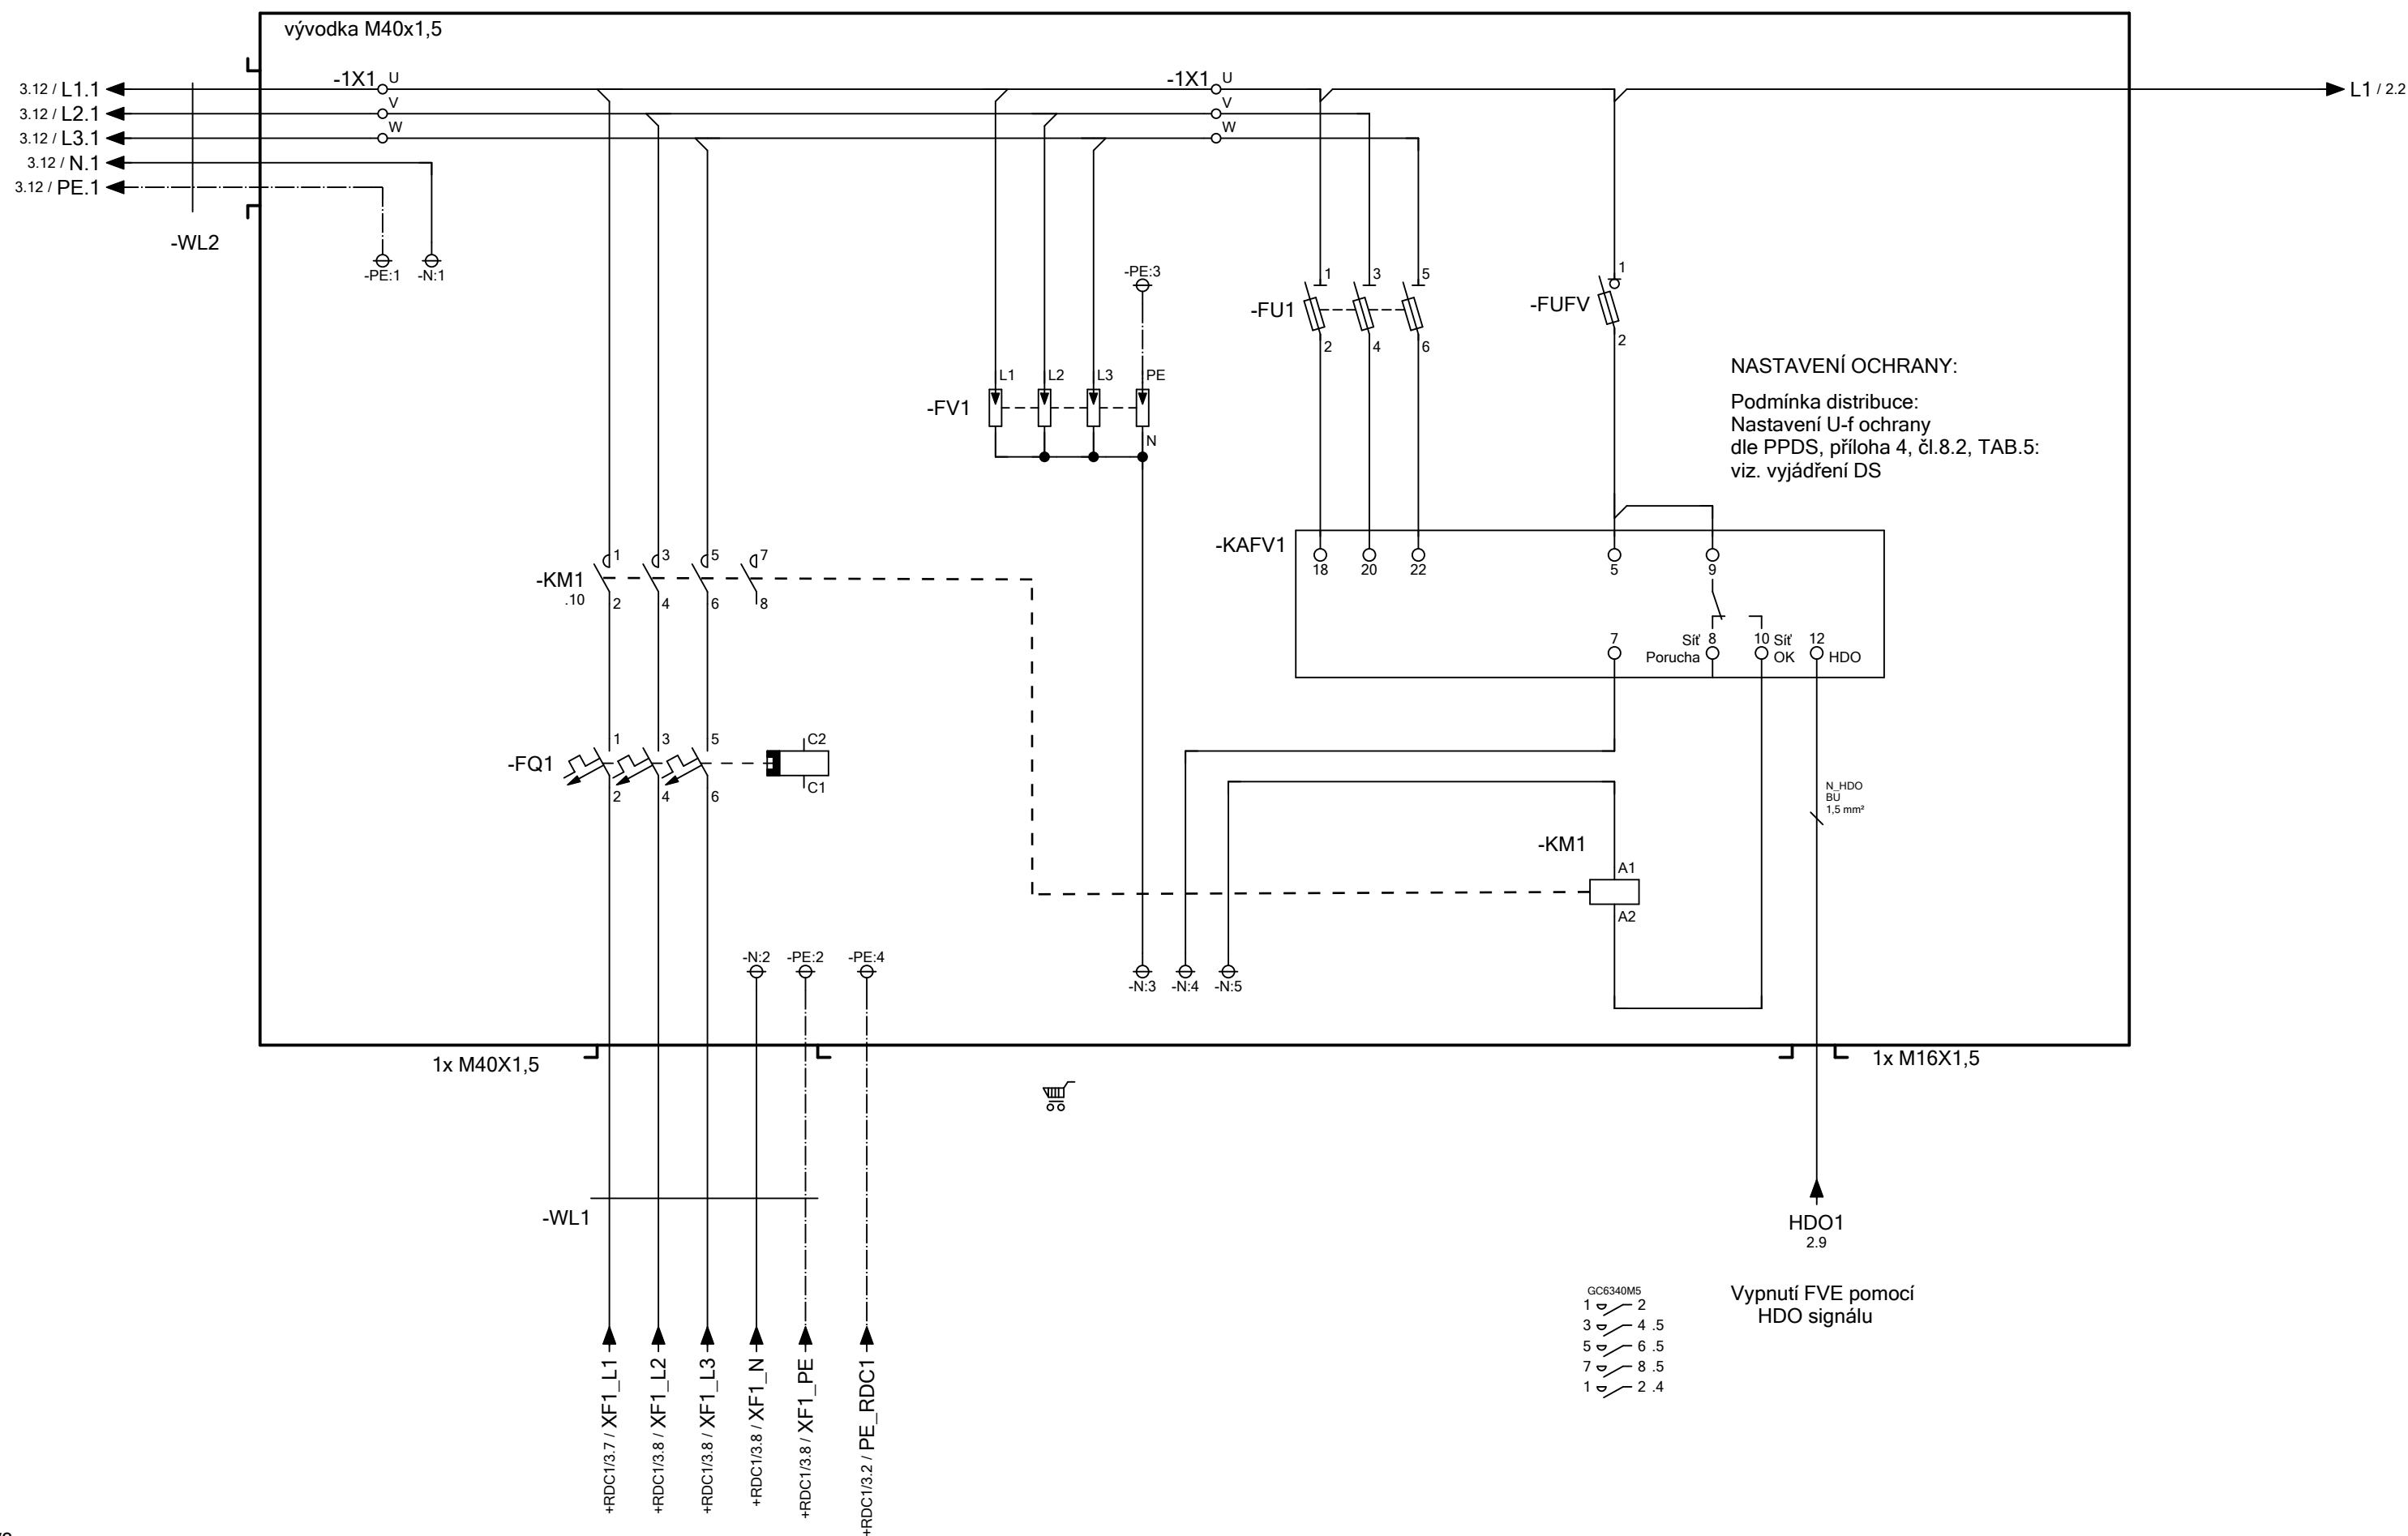 vývodka M40x1,5
3.12 / L1.1
3.12 / L2.1
3.12 / L3.1
3.12 / N.1
3.12 / PE.1
-WL2
-1X1 U
V
W
-1X1 U
V
W
L1 / 2.2
-PE:1
-N:1
-PE:3
-FU1
1
3
5
2
4
6
-FUFV
1
2
NASTAVENÍ OCHRANY:
Podmínka distribuce:
Nastavení U-f ochrany
dle PPDS, příloha 4, čl.8.2, TAB.5:
viz. vyjádření DS
-FV1
L1
L2
L3
PE
N
-KM1
.10
1
3
5
7
2
4
6
8
-KAFV1
18
20
22
5
9
7
Síť 8
Porucha
10 Síť
OK
12
HDO
-FQ1
1
3
5
C2
2
4
6
C1
N_HDO
BU
1,5 mm²
-KM1
A1
A2
-N:2
-PE:2
-PE:4
-N:3
-N:4
-N:5
1x M40X1,5
1x M16X1,5
-WL1
HDO1
2.9
Vypnutí FVE pomocí
HDO signálu
GC6340M5
1 2
3 4 .5
5 6 .5
7 8 .5
1 2 .4
+RDC1/3.7 / XF1_L1
+RDC1/3.8 / XF1_L2
+RDC1/3.8 / XF1_L3
+RDC1/3.8 / XF1_N
+RDC1/3.8 / XF1_PE
+RDC1/3.2 / PE_RDC1